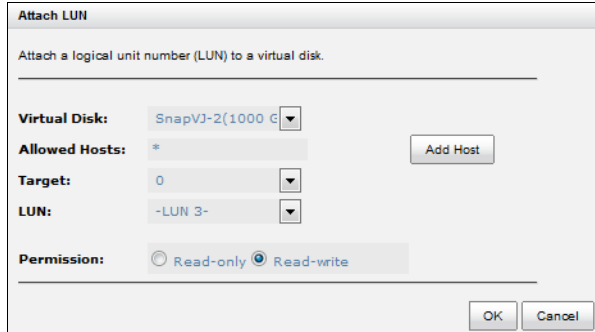 Attach LUN
Attach a logical unit number (LUN) to a virtual disk.
Virtual Disk: SnapVJ-2(1000 G
Allowed Hosts: * Add Host
Target: 0
LUN: -LUN 3-
Permission: Read-only Read-write
OK Cancel